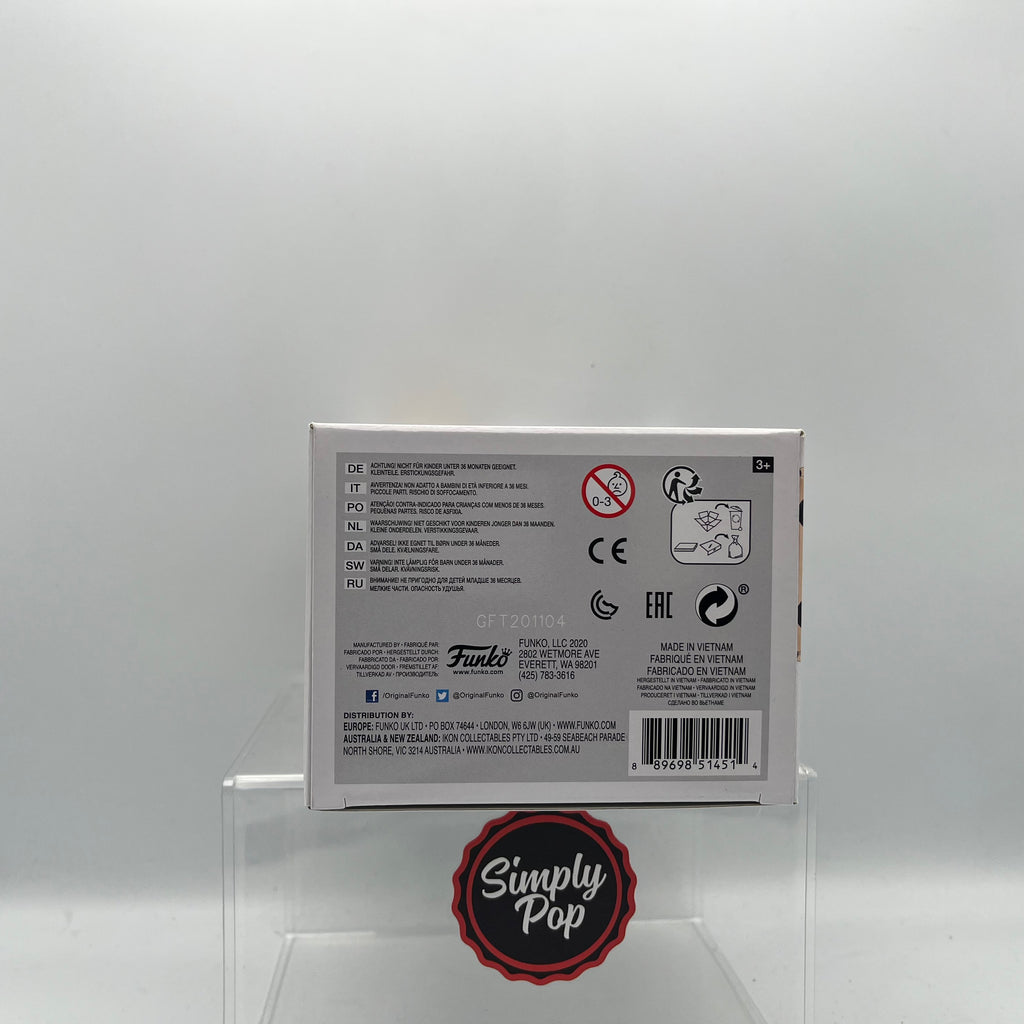 3+
DE ACHTUNG! NICHT FÜR KINDER UNTER 36 MONATEN GEEIGNET.
KLEINTEILE. ERSTICKUNGSGEFAHR.
IT AVVERTENZA! NON ADATTO A BAMBINI DI ETÀ INFERIORE A 36 MESI.
PICCOLE PARTI. RISCHIO DI SOFFOCAMENTO.
PO ATENÇÃO! CONTRA-INDICADO PARA CRIANÇAS COM MENOS DE 36 MESES.
PEQUENAS PARTES. RISCO DE ASFIXIA.
NL WAARSCHUWING! NIET GESCHIKT VOOR KINDEREN JONGER DAN 36 MAANDEN.
KLEINE ONDERDELEN. VERSTIKKINGSGEVAAR.
DA ADVARSEL! IKKE EGNET TIL BØRN UNDER 36 MÅNEDER.
SMÅ DELE. KVÆLNINGSFARE.
SW VARNING! INTE LÄMPLIG FÖR BARN UNDER 36 MÅNADER.
SMÅ DELAR. KVÄVNINGSRISK.
RU ВНИМАНИЕ! НЕ ПРИГОДНО ДЛЯ ДЕТЕЙ МЛАДШЕ 36 МЕСЯЦЕВ.
МЕЛКИЕ ЧАСТИ. ОПАСНОСТЬ УДУШЬЯ.
0-3
CE
EAC
®
GFT201104
MANUFACTURED BY • FABRIQUÉ PAR:
FABRICADO POR • HERGESTELLT DURCH:
FABBRICATO DA • FABRICADO POR
VERVAARDIGD DOOR • FREMSTILLET AF
TILLVERKAD AV • ПРОИЗВОДИТЕЛЬ:
Funko
www.funko.com
FUNKO, LLC 2020
2802 WETMORE AVE
EVERETT, WA 98201
(425) 783-3616
MADE IN VIETNAM
FABRIQUÉ EN VIETNAM
FABRICADO EN VIETNAM
HERGESTELLT IN VIETNAM • FABBRICATO IN VIETNAM
FABRICADO NA VIETNAM • VERVAARDIGD IN VIETNAM
PRODUCERET I VIETNAM • TILLVERKAD I VIETNAM
СДЕЛАНО ВО ВЬЕТНАМЕ
/OriginalFunko @OriginalFunko @OriginalFunko
DISTRIBUTION BY:
EUROPE: FUNKO UK LTD • PO BOX 74644 • LONDON, W6 6JW (UK) • WWW.FUNKO.COM
AUSTRALIA & NEW ZEALAND: IKON COLLECTABLES PTY LTD • 49-59 SEABEACH PARADE
NORTH SHORE, VIC 3214 AUSTRALIA • WWW.IKONCOLLECTABLES.COM.AU
8 89698 51451 4
Simply
Pop